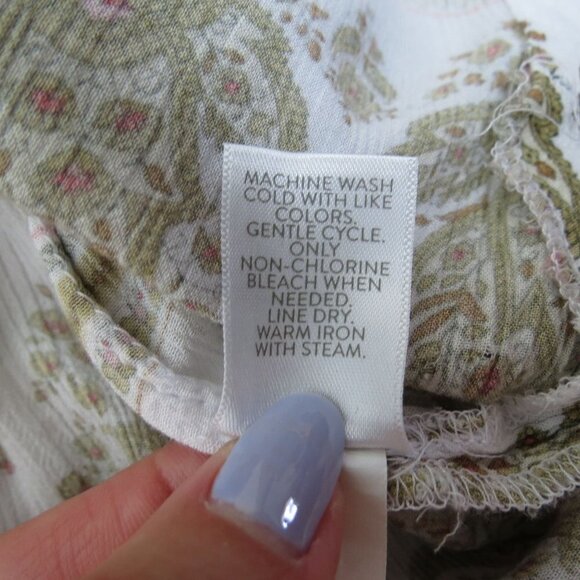 MACHINE WASH
COLD WITH LIKE
COLORS.
GENTLE CYCLE.
ONLY
NON-CHLORINE
BLEACH WHEN
NEEDED.
LINE DRY.
WARM IRON
WITH STEAM.